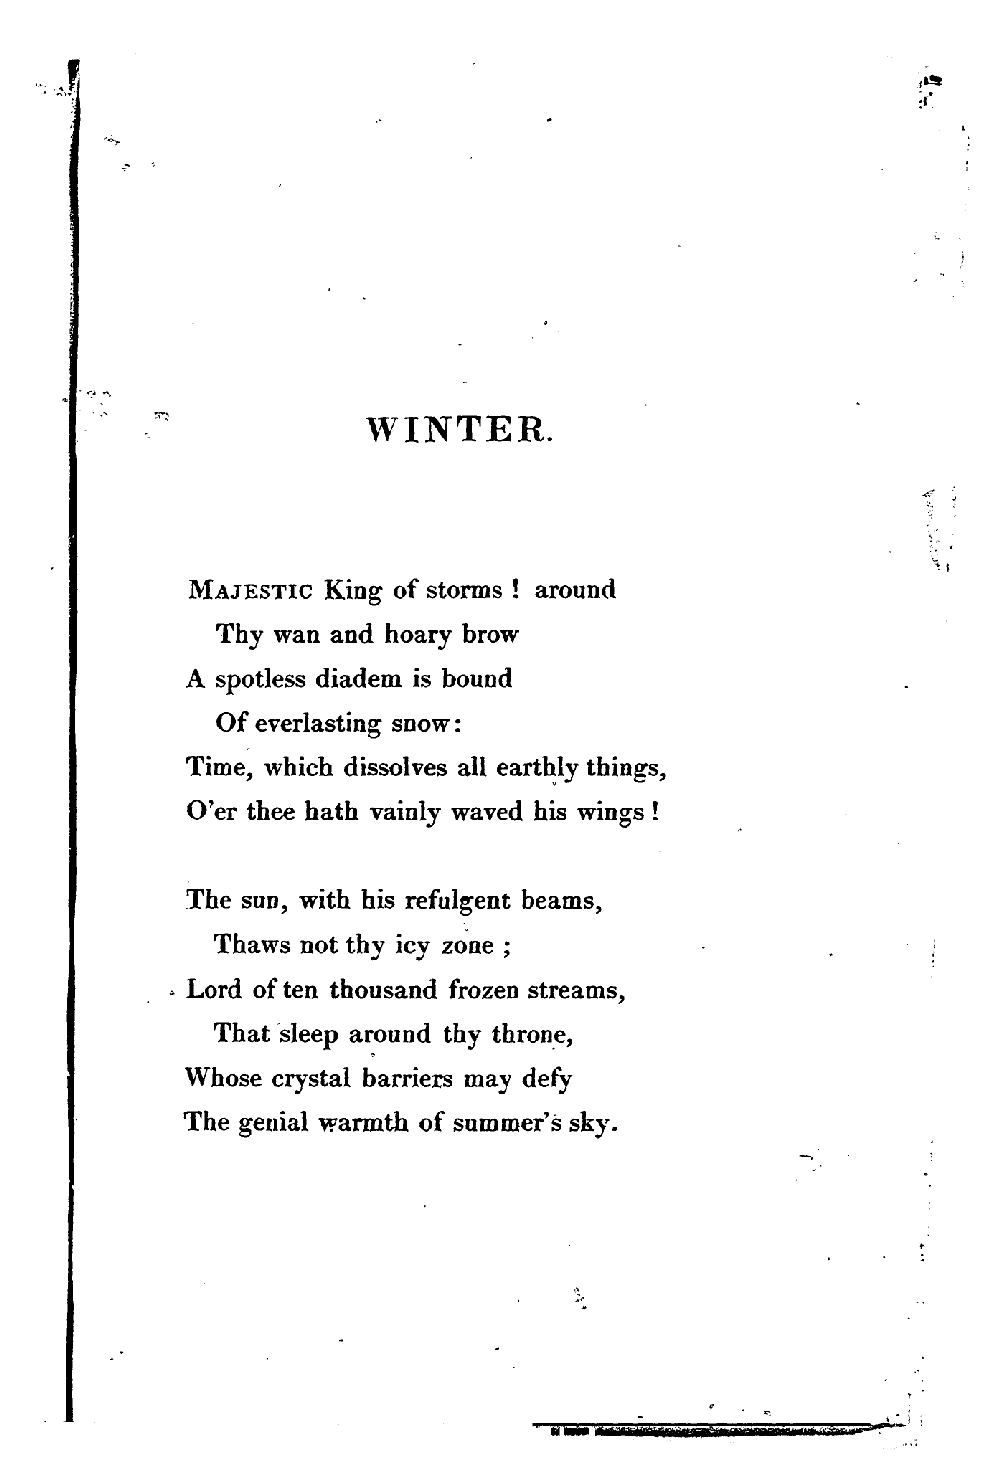 WINTER.
MAJESTIC King of storms ! around
Thy wan and hoary brow
A spotless diadem is bound
Of everlasting snow:
Time, which dissolves all earthly things,
O'er thee hath vainly waved his wings !
The sun, with his refulgent beams,
Thaws not thy icy zone ;
Lord of ten thousand frozen streams,
That sleep around thy throne,
Whose crystal barriers may defy
The genial warmth of summer's sky.